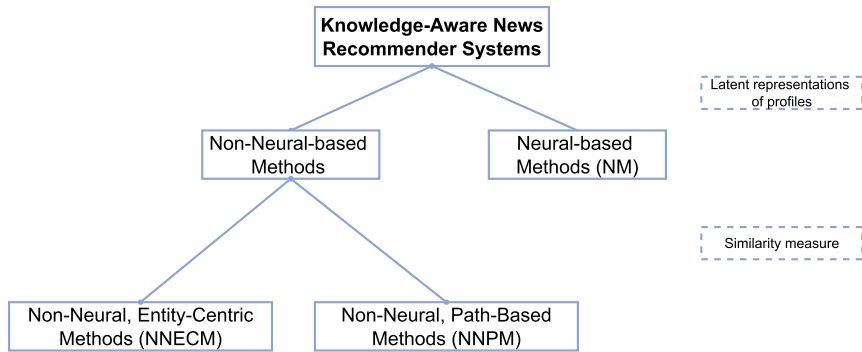 Knowledge-Aware News
Recommender Systems
Latent representations
of profiles
Non-Neural-based
Methods
Neural-based
Methods (NM)
Similarity measure
Non-Neural, Entity-Centric
Methods (NNECM)
Non-Neural, Path-Based
Methods (NNPM)